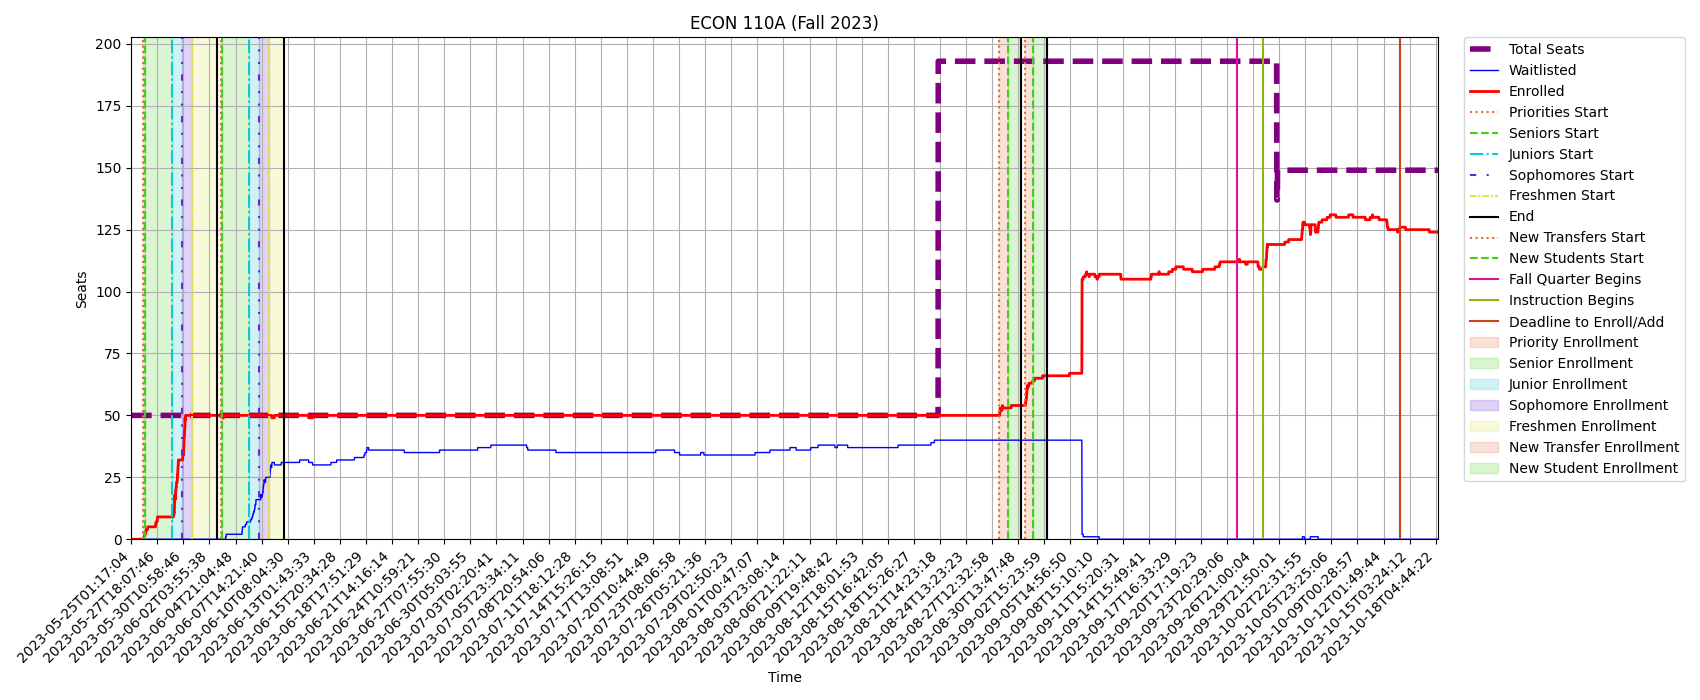 ECON 110A (Fall 2023)
Seats
200
175
150
125
100
75
50
25
0
2023-05-25T01:17:04
2023-05-27T18:07:46
2023-05-30T10:58:46
2023-06-02T03:55:38
2023-06-04T21:04:48
2023-06-07T14:21:40
2023-06-10T08:04:30
2023-06-13T01:43:33
2023-06-15T20:34:28
2023-06-18T17:51:29
2023-06-21T14:16:14
2023-06-24T10:59:21
2023-06-27T07:55:30
2023-06-30T05:03:55
2023-07-03T02:20:41
2023-07-05T23:34:11
2023-07-08T20:54:06
2023-07-11T18:12:28
2023-07-14T15:26:15
2023-07-17T13:08:51
2023-07-20T10:44:49
2023-07-23T08:06:58
2023-07-26T05:21:36
2023-07-29T02:50:23
2023-08-01T00:47:07
2023-08-03T23:08:14
2023-08-06T21:22:11
2023-08-09T19:48:42
2023-08-12T18:01:53
2023-08-15T16:42:05
2023-08-18T15:26:27
2023-08-21T14:23:18
2023-08-24T13:23:23
2023-08-27T12:32:58
2023-08-30T13:47:48
2023-09-02T15:23:59
2023-09-05T14:56:50
2023-09-08T15:10:10
2023-09-11T15:20:31
2023-09-14T15:49:41
2023-09-17T16:33:29
2023-09-20T17:19:23
2023-09-23T20:29:06
2023-09-26T21:00:04
2023-09-29T21:50:01
2023-10-02T22:31:55
2023-10-05T23:25:06
2023-10-09T00:28:57
2023-10-12T01:49:44
2023-10-15T03:24:12
2023-10-18T04:44:22
Time
Total Seats
Waitlisted
Enrolled
Priorities Start
Seniors Start
Juniors Start
Sophomores Start
Freshmen Start
End
New Transfers Start
New Students Start
Fall Quarter Begins
Instruction Begins
Deadline to Enroll/Add
Priority Enrollment
Senior Enrollment
Junior Enrollment
Sophomore Enrollment
Freshmen Enrollment
New Transfer Enrollment
New Student Enrollment